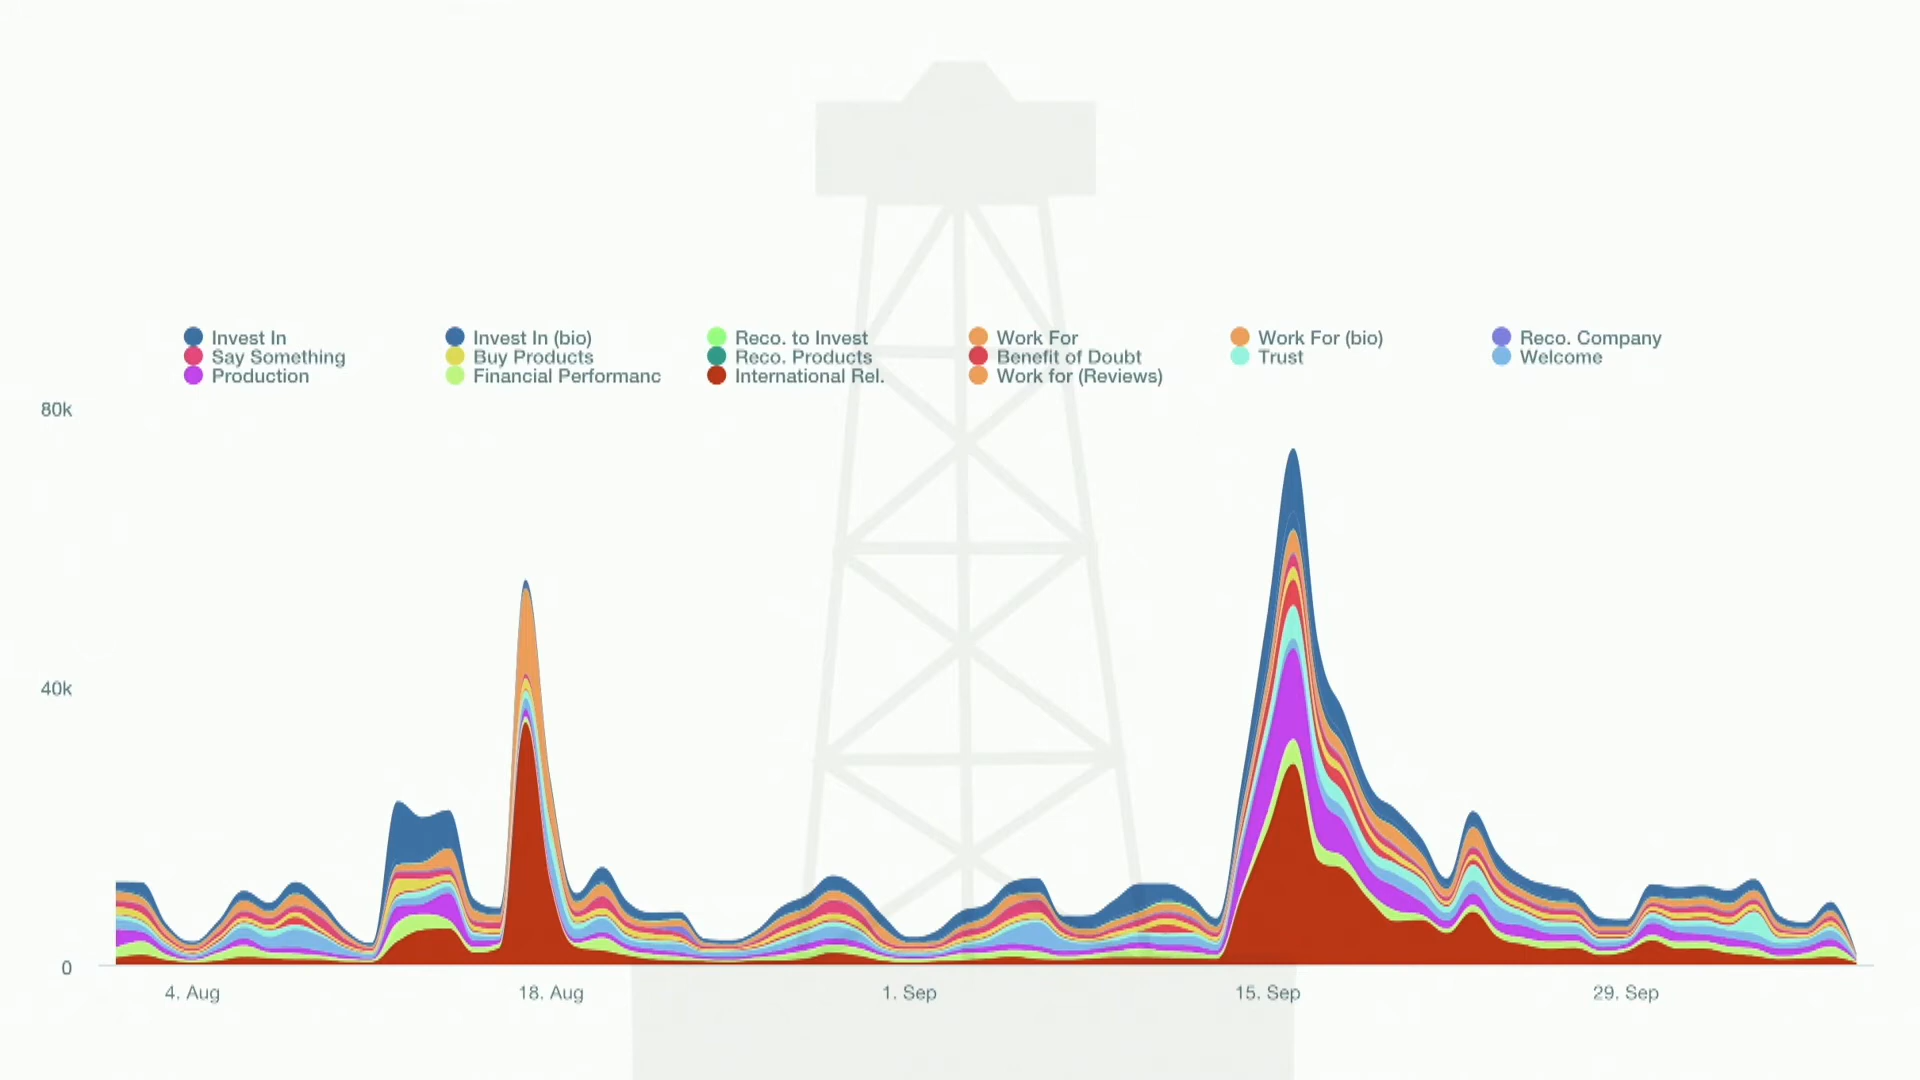 Invest In Invest In (bio) Reco. to Invest Work For Work For (bio) Reco. Company
Say Something Buy Products Reco. Products Benefit of Doubt Trust Welcome
Production Financial Performanc International Rel. Work for (Reviews)
80k
40k
0
4. Aug 18. Aug 1. Sep 15. Sep 29. Sep